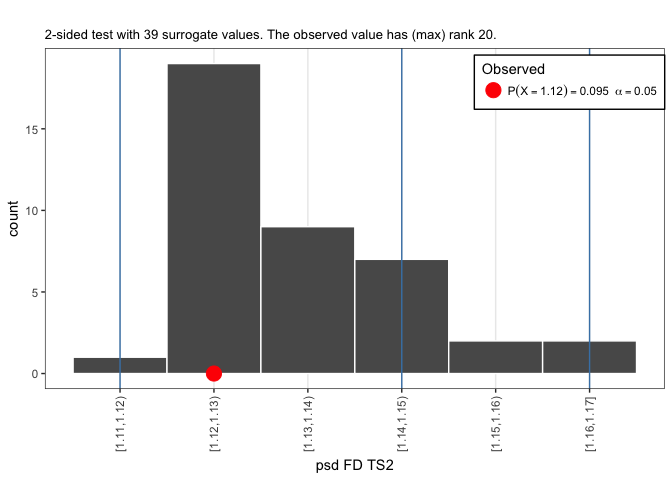 2-sided test with 39 surrogate values. The observed value has (max) rank 20.
Observed
P(X = 1.12) = 0.095 α = 0.05
count
15
10
5
0
[1.11,1.12)
[1.12,1.13)
[1.13,1.14)
[1.14,1.15)
[1.15,1.16)
[1.16,1.17]
psd FD TS2